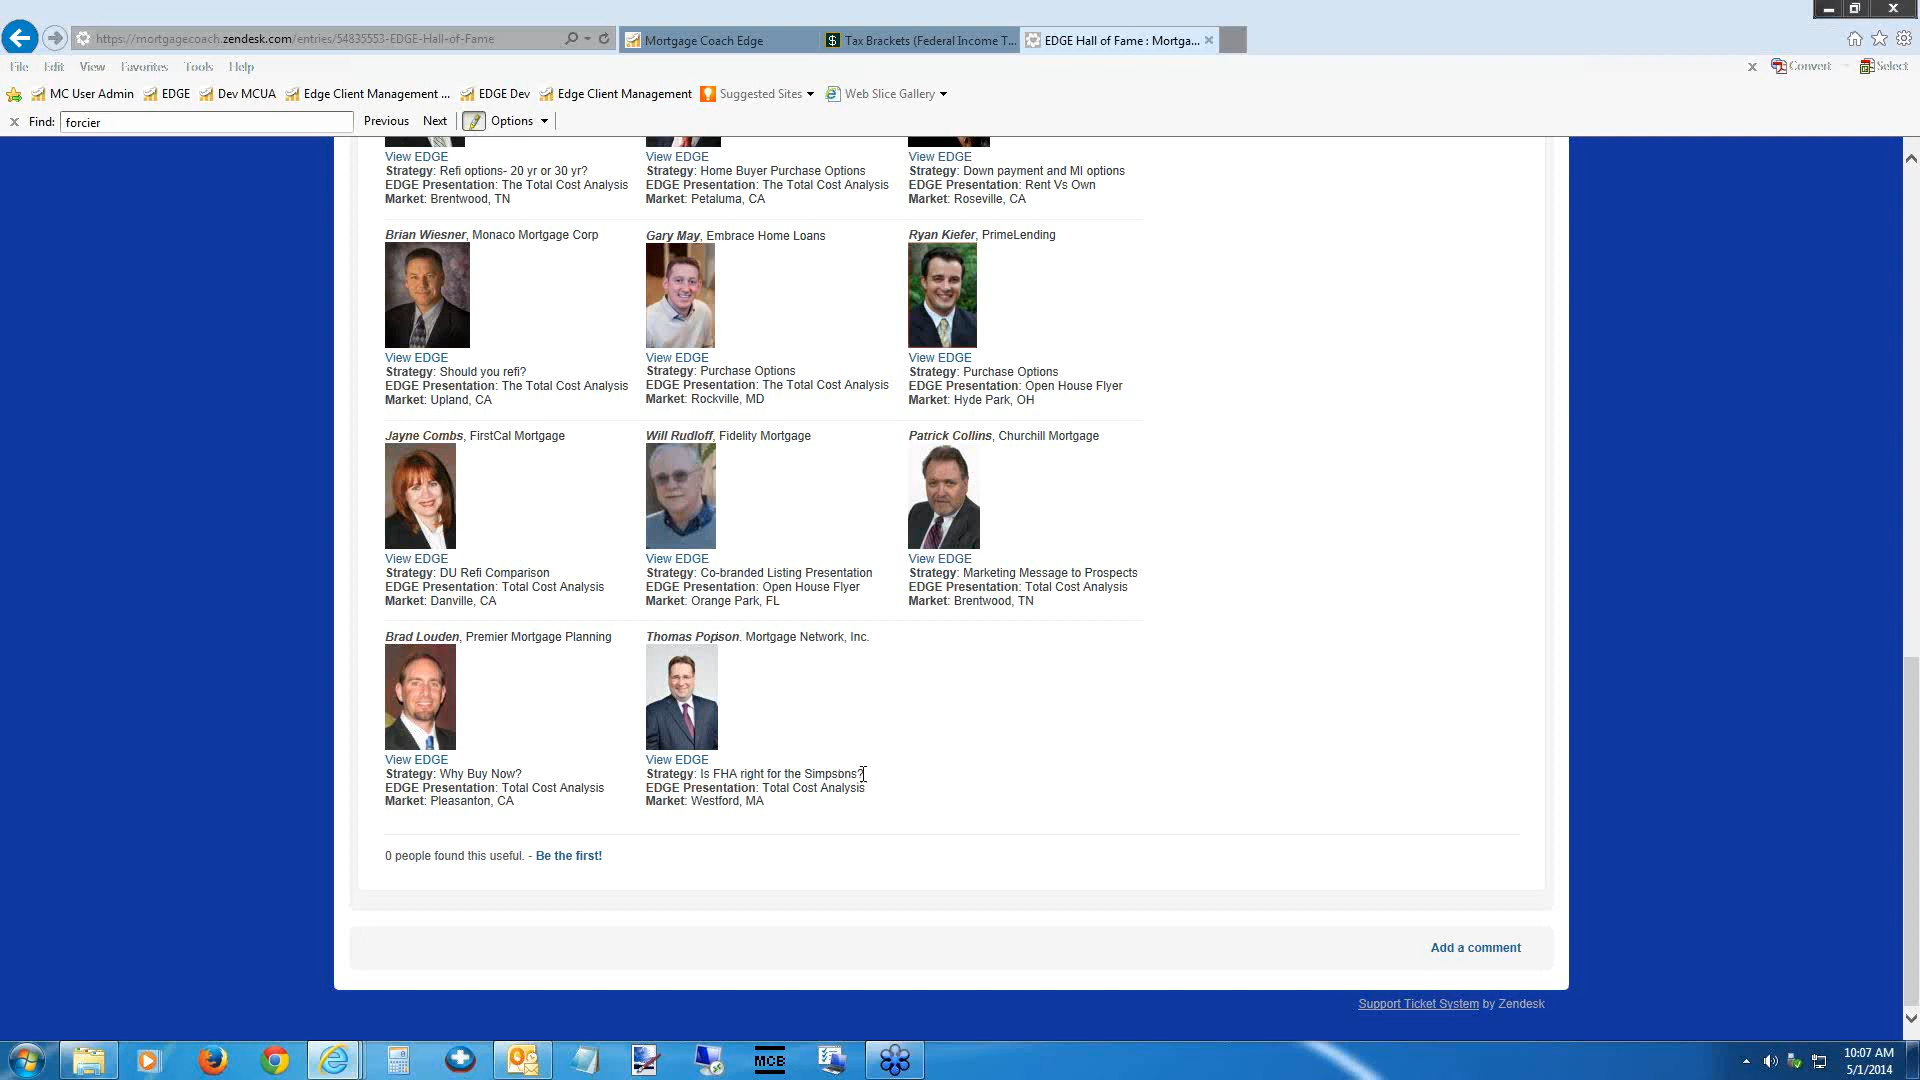 https://mortgagecoach.zendesk.com/entries/54835553-EDGE-Hall-of-Fame
Mortgage Coach Edge
Tax Brackets (Federal Income T...
EDGE Hall of Fame : Mortga...
File Edit View Favorites Tools Help
Convert Select
MC User Admin EDGE Dev MCUA Edge Client Management ... EDGE Dev Edge Client Management Suggested Sites Web Slice Gallery
Find: forcier Previous Next Options
View EDGE
Strategy: Refi options- 20 yr or 30 yr?
EDGE Presentation: The Total Cost Analysis
Market: Brentwood, TN
View EDGE
Strategy: Home Buyer Purchase Options
EDGE Presentation: The Total Cost Analysis
Market: Petaluma, CA
View EDGE
Strategy: Down payment and MI options
EDGE Presentation: Rent Vs Own
Market: Roseville, CA
Brian Wiesner, Monaco Mortgage Corp
View EDGE
Strategy: Should you refi?
EDGE Presentation: The Total Cost Analysis
Market: Upland, CA
Gary May, Embrace Home Loans
View EDGE
Strategy: Purchase Options
EDGE Presentation: The Total Cost Analysis
Market: Rockville, MD
Ryan Kiefer, PrimeLending
View EDGE
Strategy: Purchase Options
EDGE Presentation: Open House Flyer
Market: Hyde Park, OH
Jayne Combs, FirstCal Mortgage
View EDGE
Strategy: DU Refi Comparison
EDGE Presentation: Total Cost Analysis
Market: Danville, CA
Will Rudloff, Fidelity Mortgage
View EDGE
Strategy: Co-branded Listing Presentation
EDGE Presentation: Open House Flyer
Market: Orange Park, FL
Patrick Collins, Churchill Mortgage
View EDGE
Strategy: Marketing Message to Prospects
EDGE Presentation: Total Cost Analysis
Market: Brentwood, TN
Brad Louden, Premier Mortgage Planning
View EDGE
Strategy: Why Buy Now?
EDGE Presentation: Total Cost Analysis
Market: Pleasanton, CA
Thomas Popison. Mortgage Network, Inc.
View EDGE
Strategy: Is FHA right for the Simpsons?
EDGE Presentation: Total Cost Analysis
Market: Westford, MA
0 people found this useful. - Be the first!
Add a comment
Support Ticket System by Zendesk
MCB
10:07 AM
5/1/2014